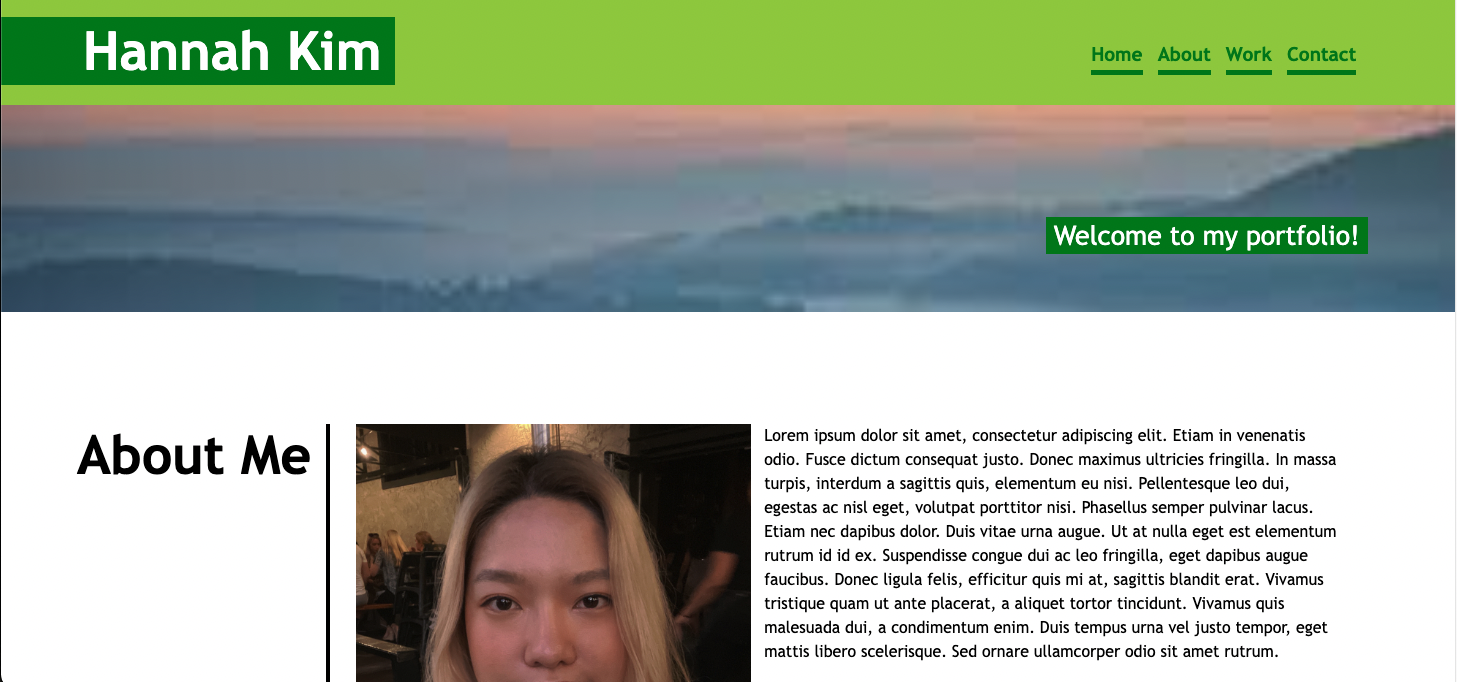 Hannah Kim
Home About Work Contact
Welcome to my portfolio!
About Me
Lorem ipsum dolor sit amet, consectetur adipiscing elit. Etiam in venenatis
odio. Fusce dictum consequat justo. Donec maximus ultricies fringilla. In massa
turpis, interdum a sagittis quis, elementum eu nisi. Pellentesque leo dui,
egestas ac nisl eget, volutpat porttitor nisi. Phasellus semper pulvinar lacus.
Etiam nec dapibus dolor. Duis vitae urna augue. Ut at nulla eget est elementum
rutrum id id ex. Suspendisse congue dui ac leo fringilla, eget dapibus augue
faucibus. Donec ligula felis, efficitur quis mi at, sagittis blandit erat. Vivamus
tristique quam ut ante placerat, a aliquet tortor tincidunt. Vivamus quis
malesuada dui, a condimentum enim. Duis tempus urna vel justo tempor, eget
mattis libero scelerisque. Sed ornare ullamcorper odio sit amet rutrum.